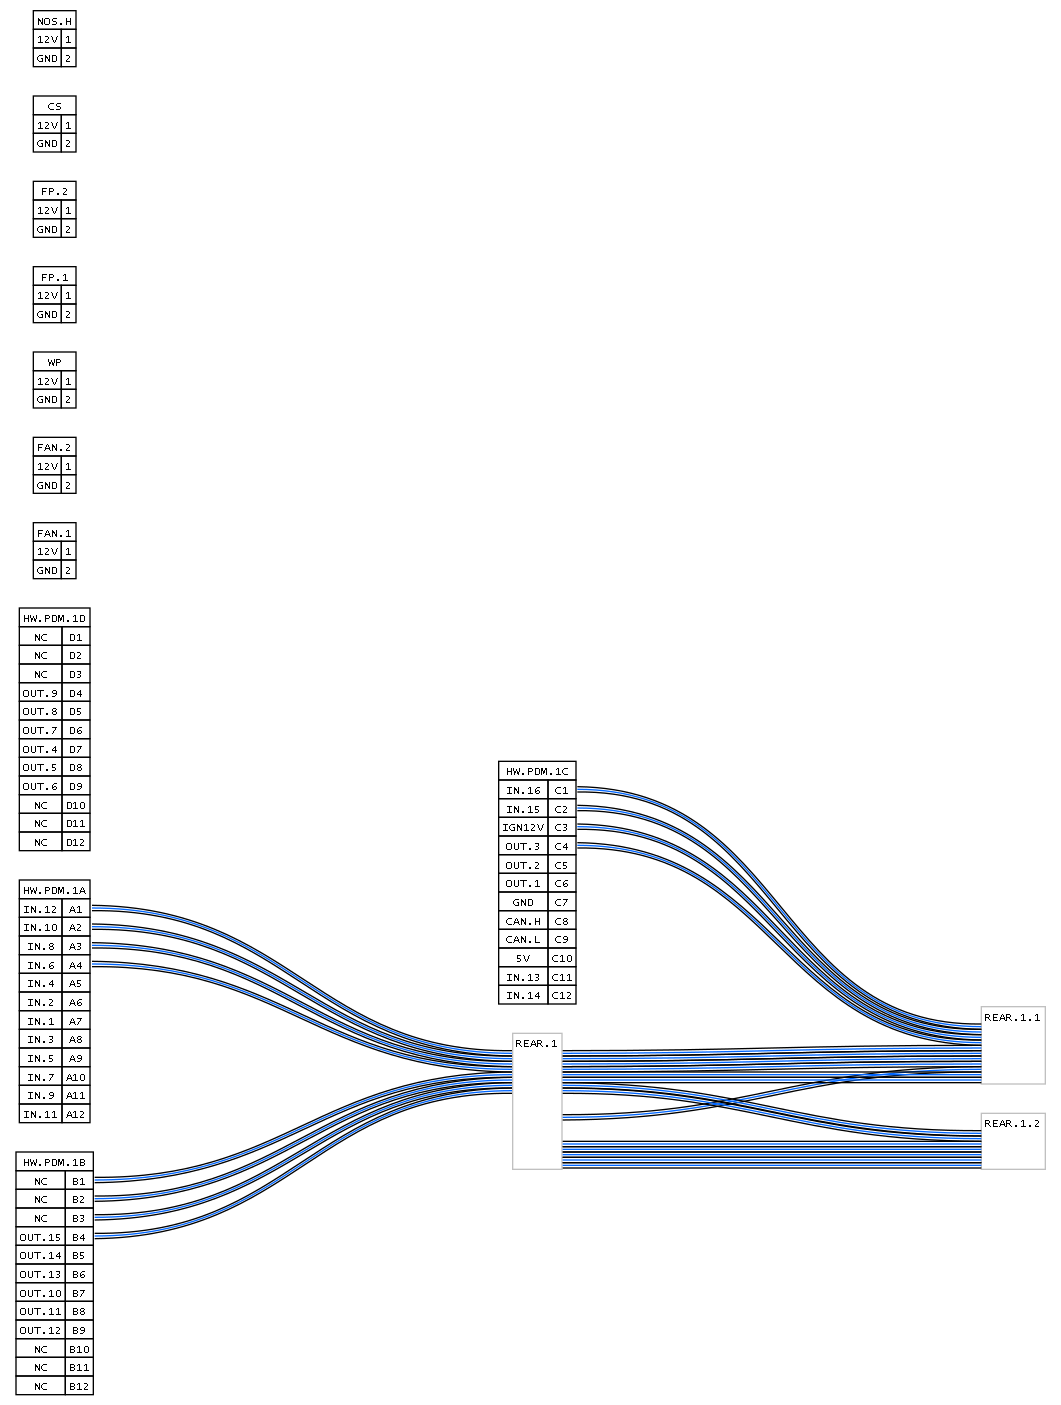 NOS.H
12V 1
GND 2
CS
12V 1
GND 2
FP.2
12V 1
GND 2
FP.1
12V 1
GND 2
WP
12V 1
GND 2
FAN.2
12V 1
GND 2
FAN.1
12V 1
GND 2
HW.PDM.1D
NC D1
NC D2
NC D3
OUT.9 D4
OUT.8 D5
OUT.7 D6
OUT.4 D7
OUT.5 D8
OUT.6 D9
NC D10
NC D11
NC D12
HW.PDM.1A
IN.12 A1
IN.10 A2
IN.8 A3
IN.6 A4
IN.4 A5
IN.2 A6
IN.1 A7
IN.3 A8
IN.5 A9
IN.7 A10
IN.9 A11
IN.11 A12
HW.PDM.1B
NC B1
NC B2
NC B3
OUT.15 B4
OUT.14 B5
OUT.13 B6
OUT.10 B7
OUT.11 B8
OUT.12 B9
NC B10
NC B11
NC B12
HW.PDM.1C
IN.16 C1
IN.15 C2
IGN12V C3
OUT.3 C4
OUT.2 C5
OUT.1 C6
GND C7
CAN.H C8
CAN.L C9
5V C10
IN.13 C11
IN.14 C12
REAR.1
REAR.1.1
REAR.1.2